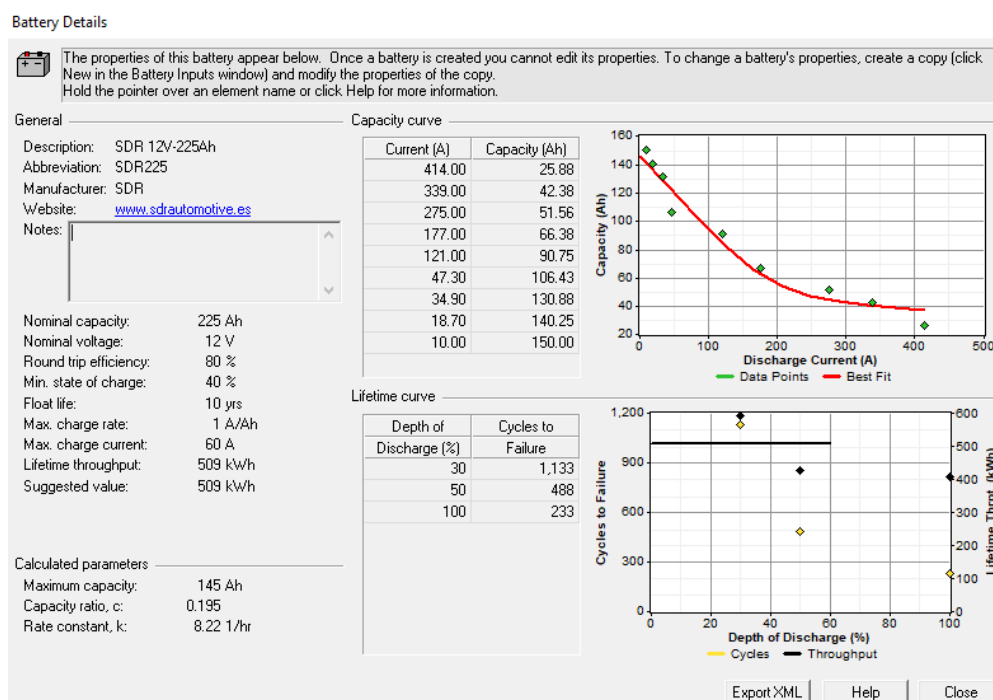 Battery Details
The properties of this battery appear below.  Once a battery is created you cannot edit its properties. To change a battery's properties, create a copy (click
New in the Battery Inputs window) and modify the properties of the copy.
Hold the pointer over an element name or click Help for more information.
General
Description: SDR 12V-225Ah
Abbreviation: SDR225
Manufacturer: SDR
Website: www.sdrautomotive.es
Notes:
Nominal capacity: 225 Ah
Nominal voltage: 12 V
Round trip efficiency: 80 %
Min. state of charge: 40 %
Float life: 10 yrs
Max. charge rate: 1 A/Ah
Max. charge current: 60 A
Lifetime throughput: 509 kWh
Suggested value: 509 kWh
Calculated parameters
Maximum capacity: 145 Ah
Capacity ratio, c: 0.195
Rate constant, k: 8.22 1/hr
Capacity curve
Current (A) Capacity (Ah)
414.00 25.88
339.00 42.38
275.00 51.56
177.00 66.38
121.00 90.75
47.30 106.43
34.90 130.88
18.70 140.25
10.00 150.00
160
140
120
100
80
60
40
20
Capacity (Ah)
0 100 200 300 400 500
Discharge Current (A)
Data Points Best Fit
Lifetime curve
Depth of Cycles to
Discharge (%) Failure
30 1,133
50 488
100 233
1,200
900
600
300
0
Cycles to Failure
600
500
400
300
200
100
0
Lifetime Thrpt. (kWh)
0 20 40 60 80 100
Depth of Discharge (%)
Cycles Throughput
Export XML Help Close